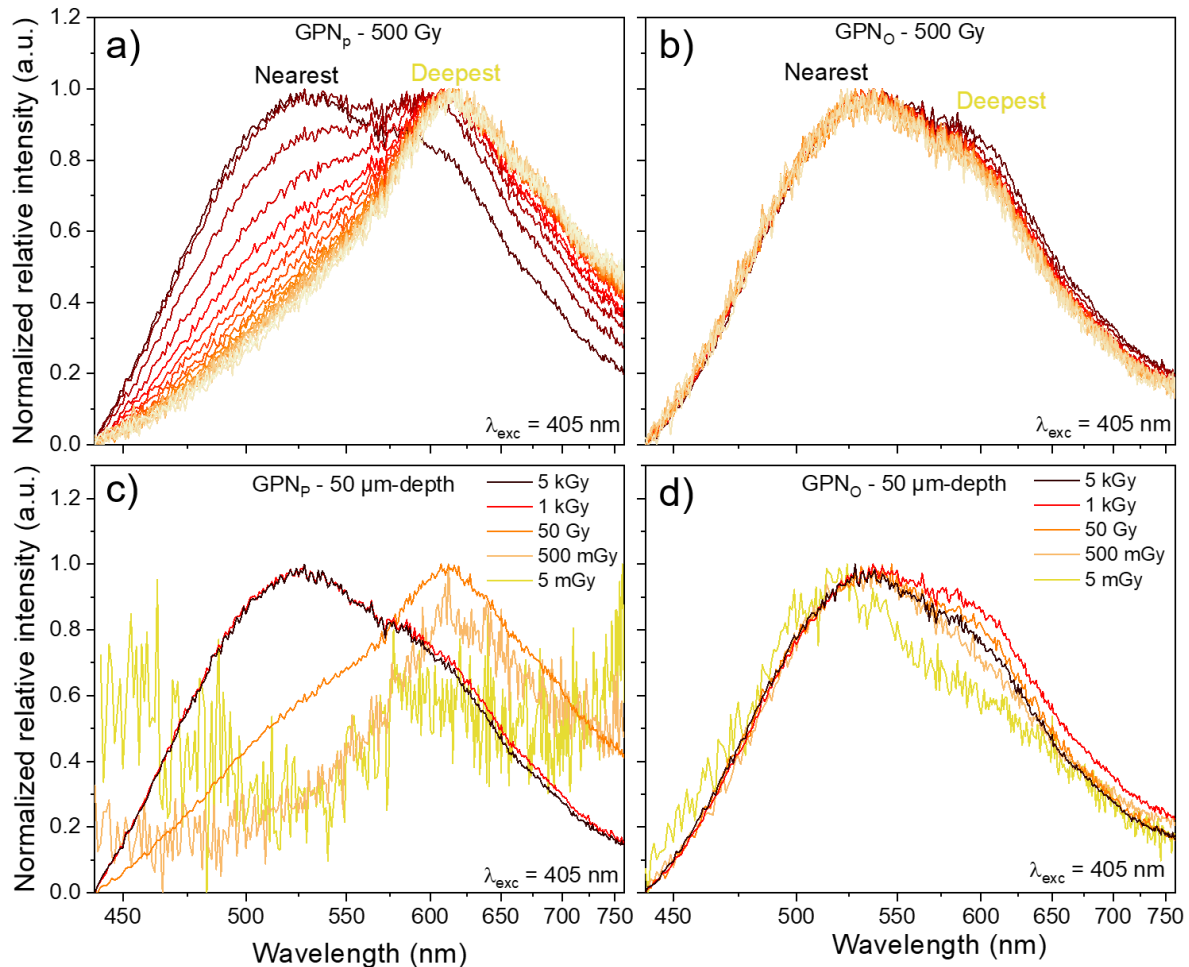 a)
GPNp - 500 Gy
Nearest
Deepest
λexc = 405 nm
1.2
1.0
0.8
0.6
0.4
0.2
0.0
Normalized relative intensity (a.u.)
b)
GPNO - 500 Gy
Nearest
Deepest
λexc = 405 nm
c)
GPNP - 50 μm-depth
5 kGy
1 kGy
50 Gy
500 mGy
5 mGy
λexc = 405 nm
1.2
1.0
0.8
0.6
0.4
0.2
0.0
Normalized relative intensity (a.u.)
450 500 550 600 650 700 750
Wavelength (nm)
d)
GPNO - 50 μm-depth
5 kGy
1 kGy
50 Gy
500 mGy
5 mGy
λexc = 405 nm
450 500 550 600 650 700 750
Wavelength (nm)